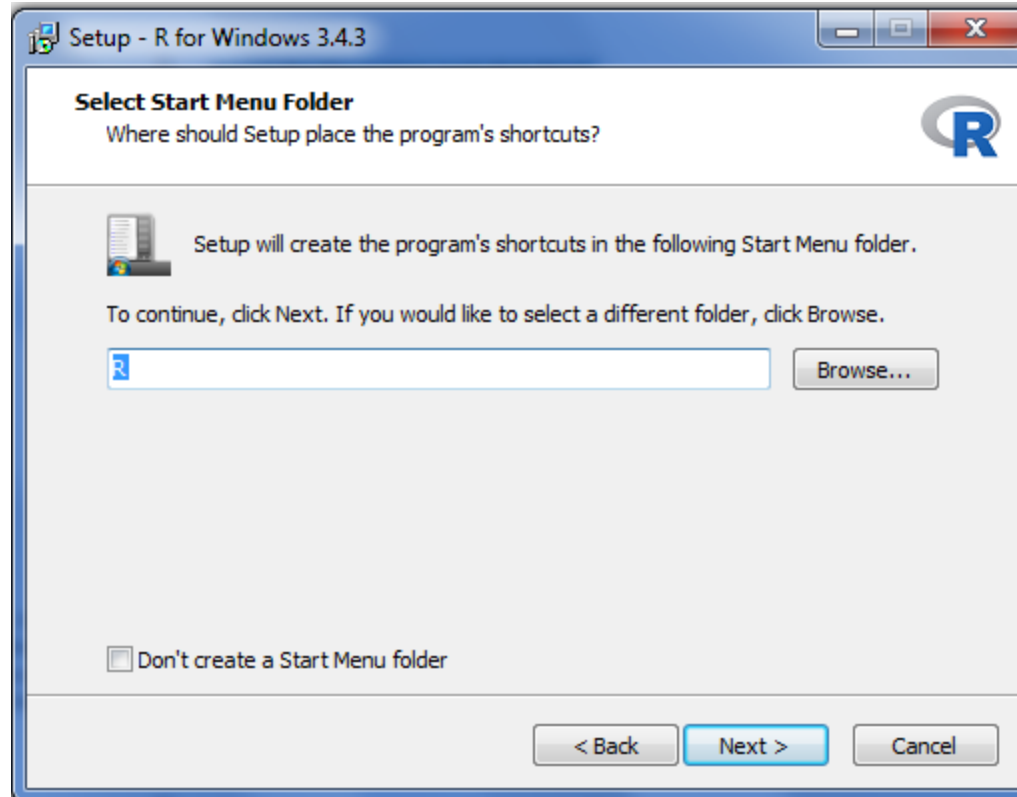 Setup - R for Windows 3.4.3
Select Start Menu Folder
Where should Setup place the program's shortcuts?
R
Setup will create the program's shortcuts in the following Start Menu folder.
To continue, click Next. If you would like to select a different folder, click Browse.
R
Browse...
Don't create a Start Menu folder
< Back
Next >
Cancel